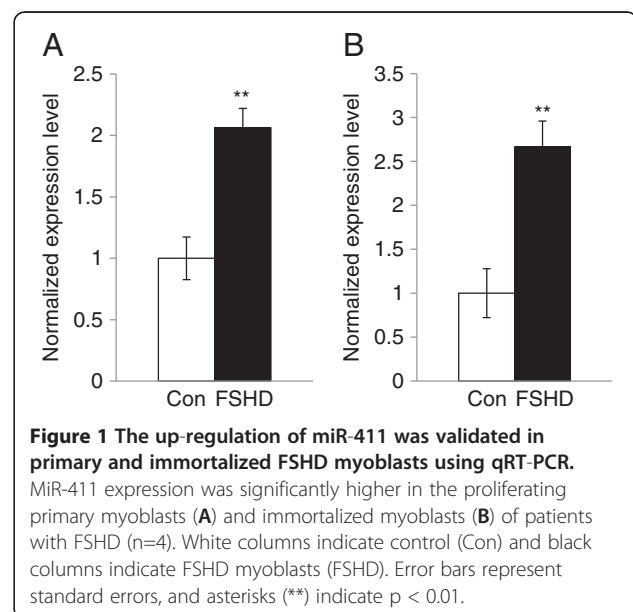 A
Normalized expression level
2.5
2
1.5
1
0.5
0
**
Con FSHD
B
Normalized expression level
3.5
3
2.5
2
1.5
1
0.5
0
**
Con FSHD
Figure 1 The up-regulation of miR-411 was validated in
primary and immortalized FSHD myoblasts using qRT-PCR.
MiR-411 expression was significantly higher in the proliferating
primary myoblasts (A) and immortalized myoblasts (B) of patients
with FSHD (n=4). White columns indicate control (Con) and black
columns indicate FSHD myoblasts (FSHD). Error bars represent
standard errors, and asterisks (**) indicate p < 0.01.